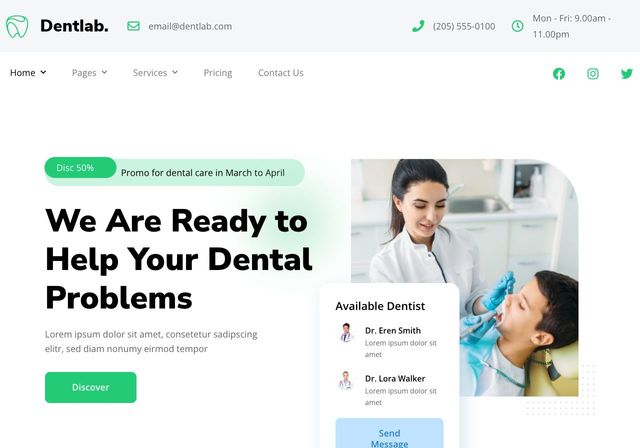 Dentlab.
email@dentlab.com
(205) 555-0100
Mon - Fri: 9.00am -
11.00pm
Home
Pages
Services
Pricing
Contact Us
Disc 50%
Promo for dental care in March to April
We Are Ready to
Help Your Dental
Problems
Lorem ipsum dolor sit amet, consetetur sadipscing
elitr, sed diam nonumy eirmod tempor
Discover
Available Dentist
Dr. Eren Smith
Lorem ipsum dolor sit
amet
Dr. Lora Walker
Lorem ipsum dolor sit
amet
Send
Message